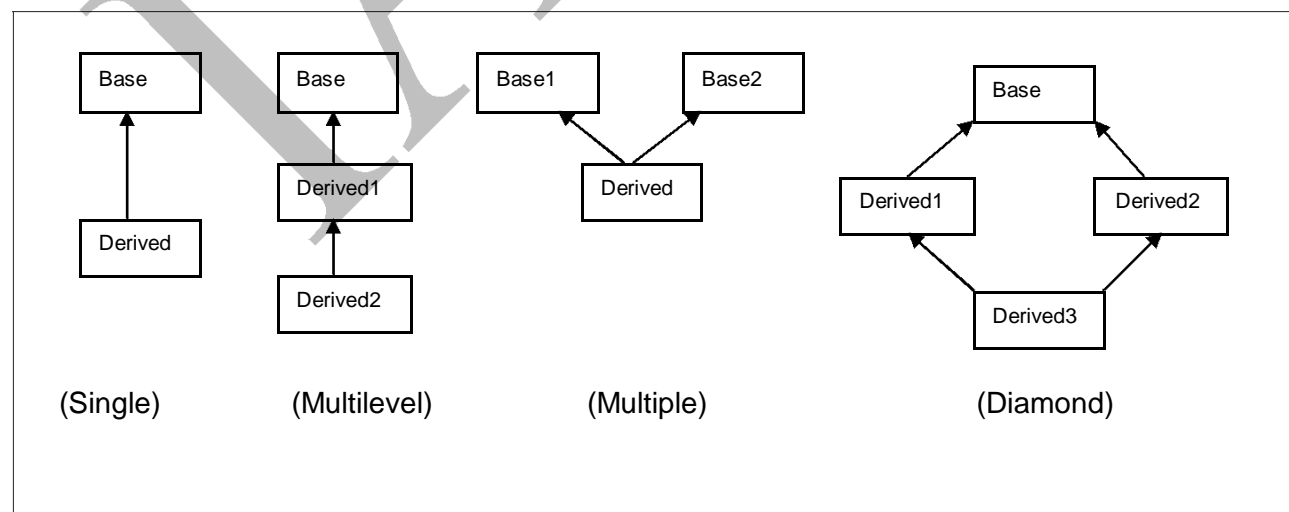 Base
Derived
(Single)
Base
Derived1
Derived2
(Multilevel)
Base1
Base2
Derived
(Multiple)
Base
Derived1
Derived2
Derived3
(Diamond)